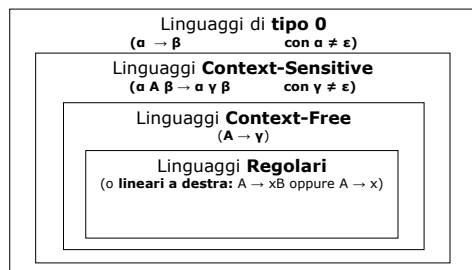 Linguaggi di tipo 0
(α → β) con α ≠ ε)
Linguaggi Context-Sensitive
(α A β → α γ β con γ ≠ ε)
Linguaggi Context-Free
(A → γ)
Linguaggi Regolari
(o lineari a destra: A → xB oppure A → x)